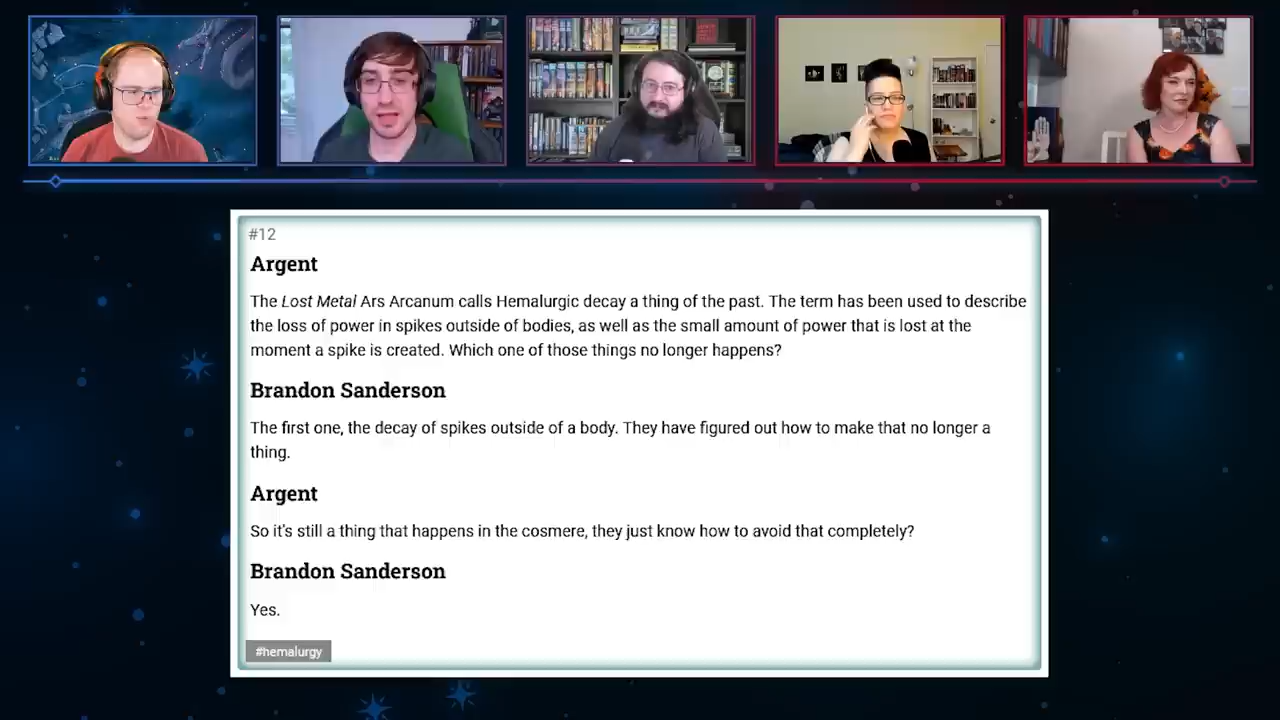 #12
Argent
The Lost Metal Ars Arcanum calls Hemalurgic decay a thing of the past. The term has been used to describe
the loss of power in spikes outside of bodies, as well as the small amount of power that is lost at the
moment a spike is created. Which one of those things no longer happens?
Brandon Sanderson
The first one, the decay of spikes outside of a body. They have figured out how to make that no longer a
thing.
Argent
So it's still a thing that happens in the cosmere, they just know how to avoid that completely?
Brandon Sanderson
Yes.
#hemalurgy